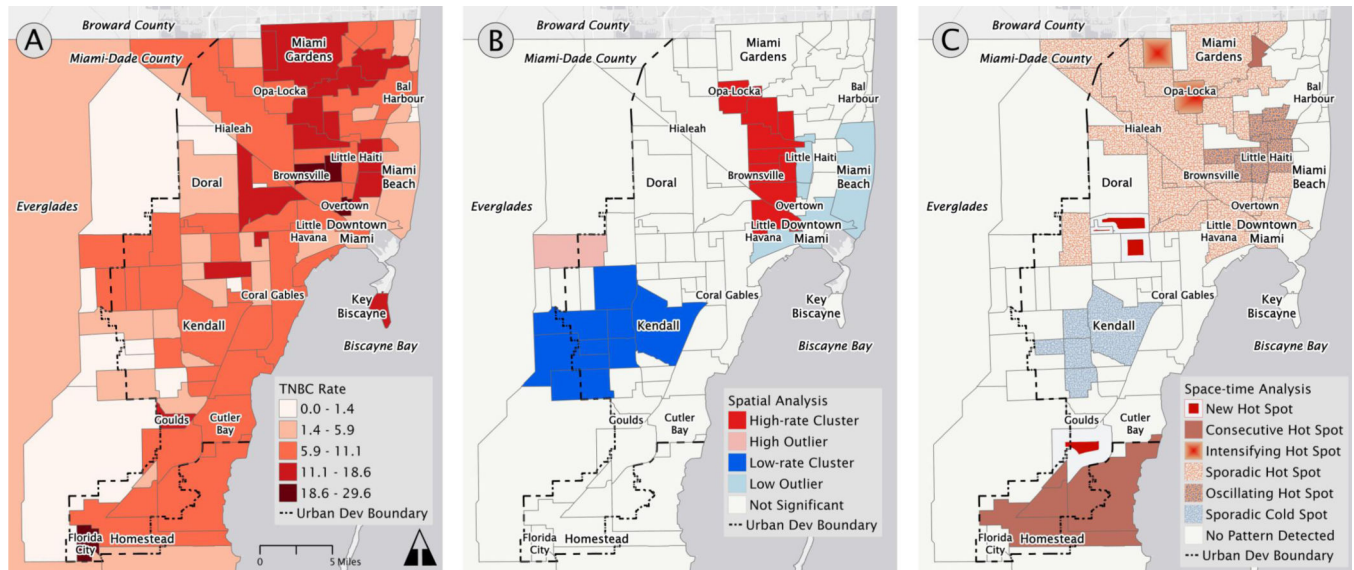 A
Broward County
Miami-Dade County
Miami
Gardens
Opa-Locka
Bal
Harbour
Hialeah
Little Haiti
Doral
Brownsville
Miami
Beach
Everglades
Overtown
Little
Havana
Downtown
Miami
Coral Gables
Key
Biscayne
Kendall
Biscayne Bay
Goulds
Cutler
Bay
Florida
City
Homestead
TNBC Rate
0.0 - 1.4
1.4 - 5.9
5.9 - 11.1
11.1 - 18.6
18.6 - 29.6
Urban Dev Boundary
0
5 Miles
B
Broward County
Miami-Dade County
Miami
Gardens
Opa-Locka
Bal
Harbour
Hialeah
Little Haiti
Doral
Brownsville
Miami
Beach
Everglades
Overtown
Little
Havana
Downtown
Miami
Coral Gables
Key
Biscayne
Kendall
Biscayne Bay
Goulds
Cutler
Bay
Florida
City
Homestead
Spatial Analysis
High-rate Cluster
High Outlier
Low-rate Cluster
Low Outlier
Not Significant
Urban Dev Boundary
C
Broward County
Miami-Dade County
Miami
Gardens
Opa-Locka
Bal
Harbour
Hialeah
Little Haiti
Doral
Brownsville
Miami
Beach
Everglades
Overtown
Little
Havana
Downtown
Miami
Coral Gables
Key
Biscayne
Kendall
Biscayne Bay
Goulds
Cutler
Bay
Florida
City
Homestead
Space-time Analysis
New Hot Spot
Consecutive Hot Spot
Intensifying Hot Spot
Sporadic Hot Spot
Oscillating Hot Spot
Sporadic Cold Spot
No Pattern Detected
Urban Dev Boundary